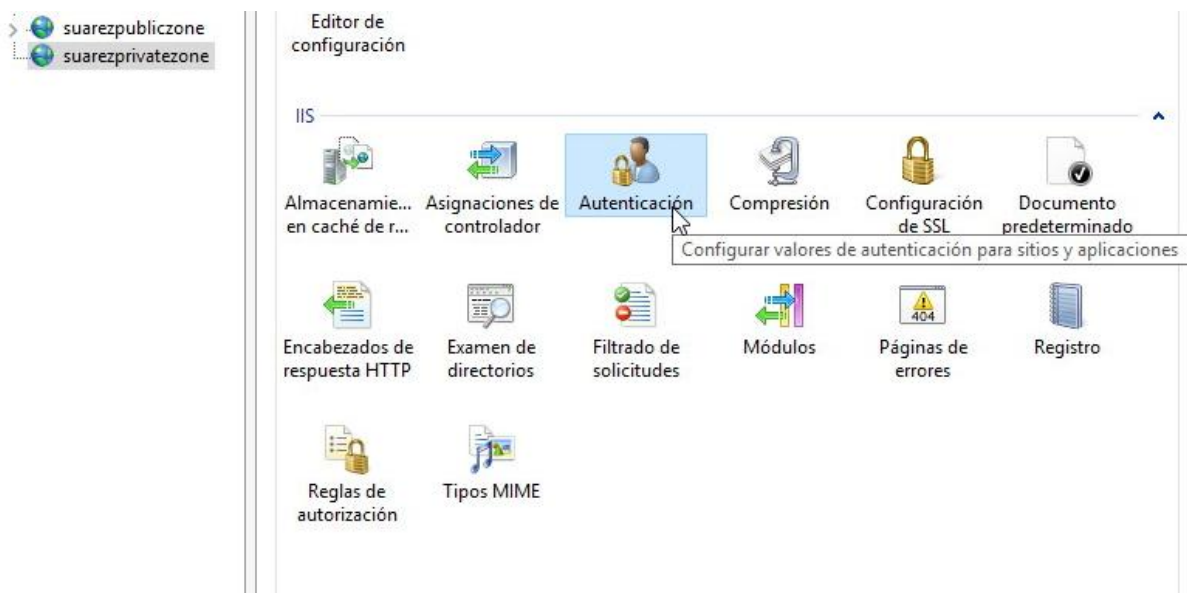 suarezpubliczone
suarezprivatezone
Editor de
configuración
IIS
Almacenamie...
en caché de r...
Asignaciones de
controlador
Autenticación
Compresión
Configuración
de SSL
Documento
predeterminado
Configurar valores de autenticación para sitios y aplicaciones
Encabezados de
respuesta HTTP
Examen de
directorios
Filtrado de
solicitudes
Módulos
404
Páginas de
errores
Registro
Reglas de
autorización
Tipos MIME